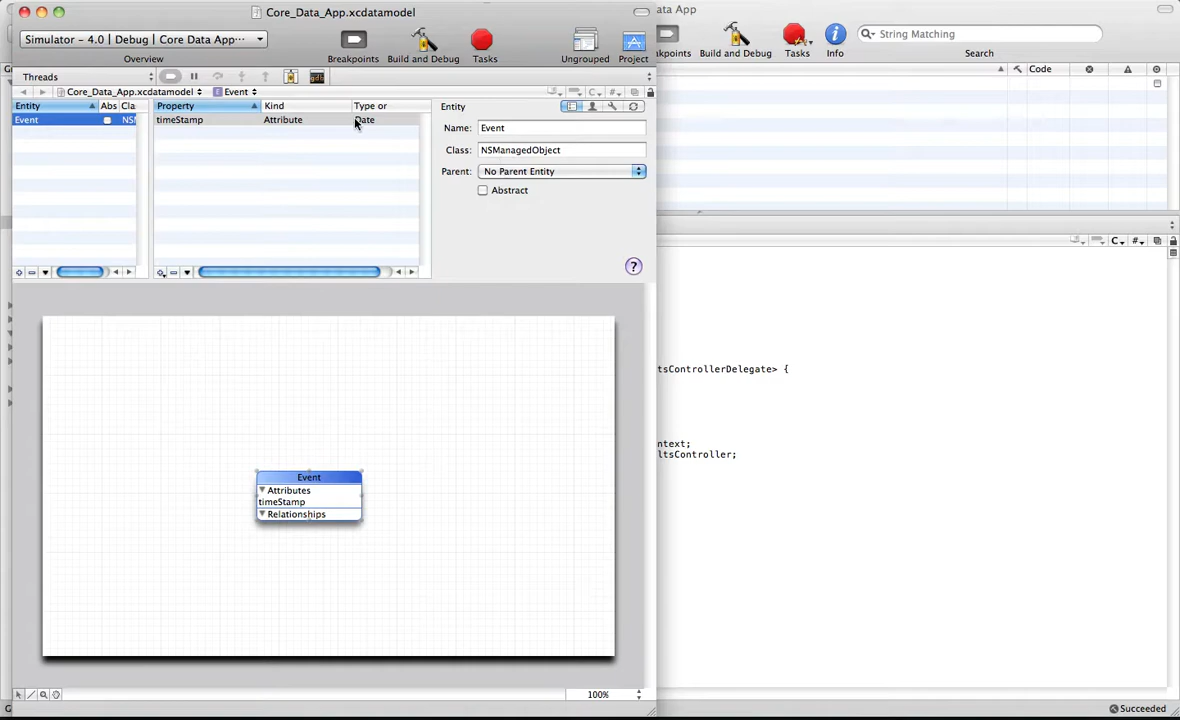 Core_Data_App.xcdatamodel
Simulator - 4.0 | Debug | Core Data App···
Overview
Breakpoints
Build and Debug
Tasks
Ungrouped
Project
Threads
Core_Data_App.xcdatamodel
Event
Entity
Abs
Cla
Property
Kind
Type or
Event
NSM
timeStamp
Attribute
Date
Entity
Name:
Event
Class:
NSManagedObject
Parent:
No Parent Entity
Abstract
?
Event
Attributes
timeStamp
Relationships
100%
ata App
kpoints
Build and Debug
Tasks
Info
String Matching
Search
Code
C
#
tsControllerDelegate> {
ntext;
ltsController;
Succeeded